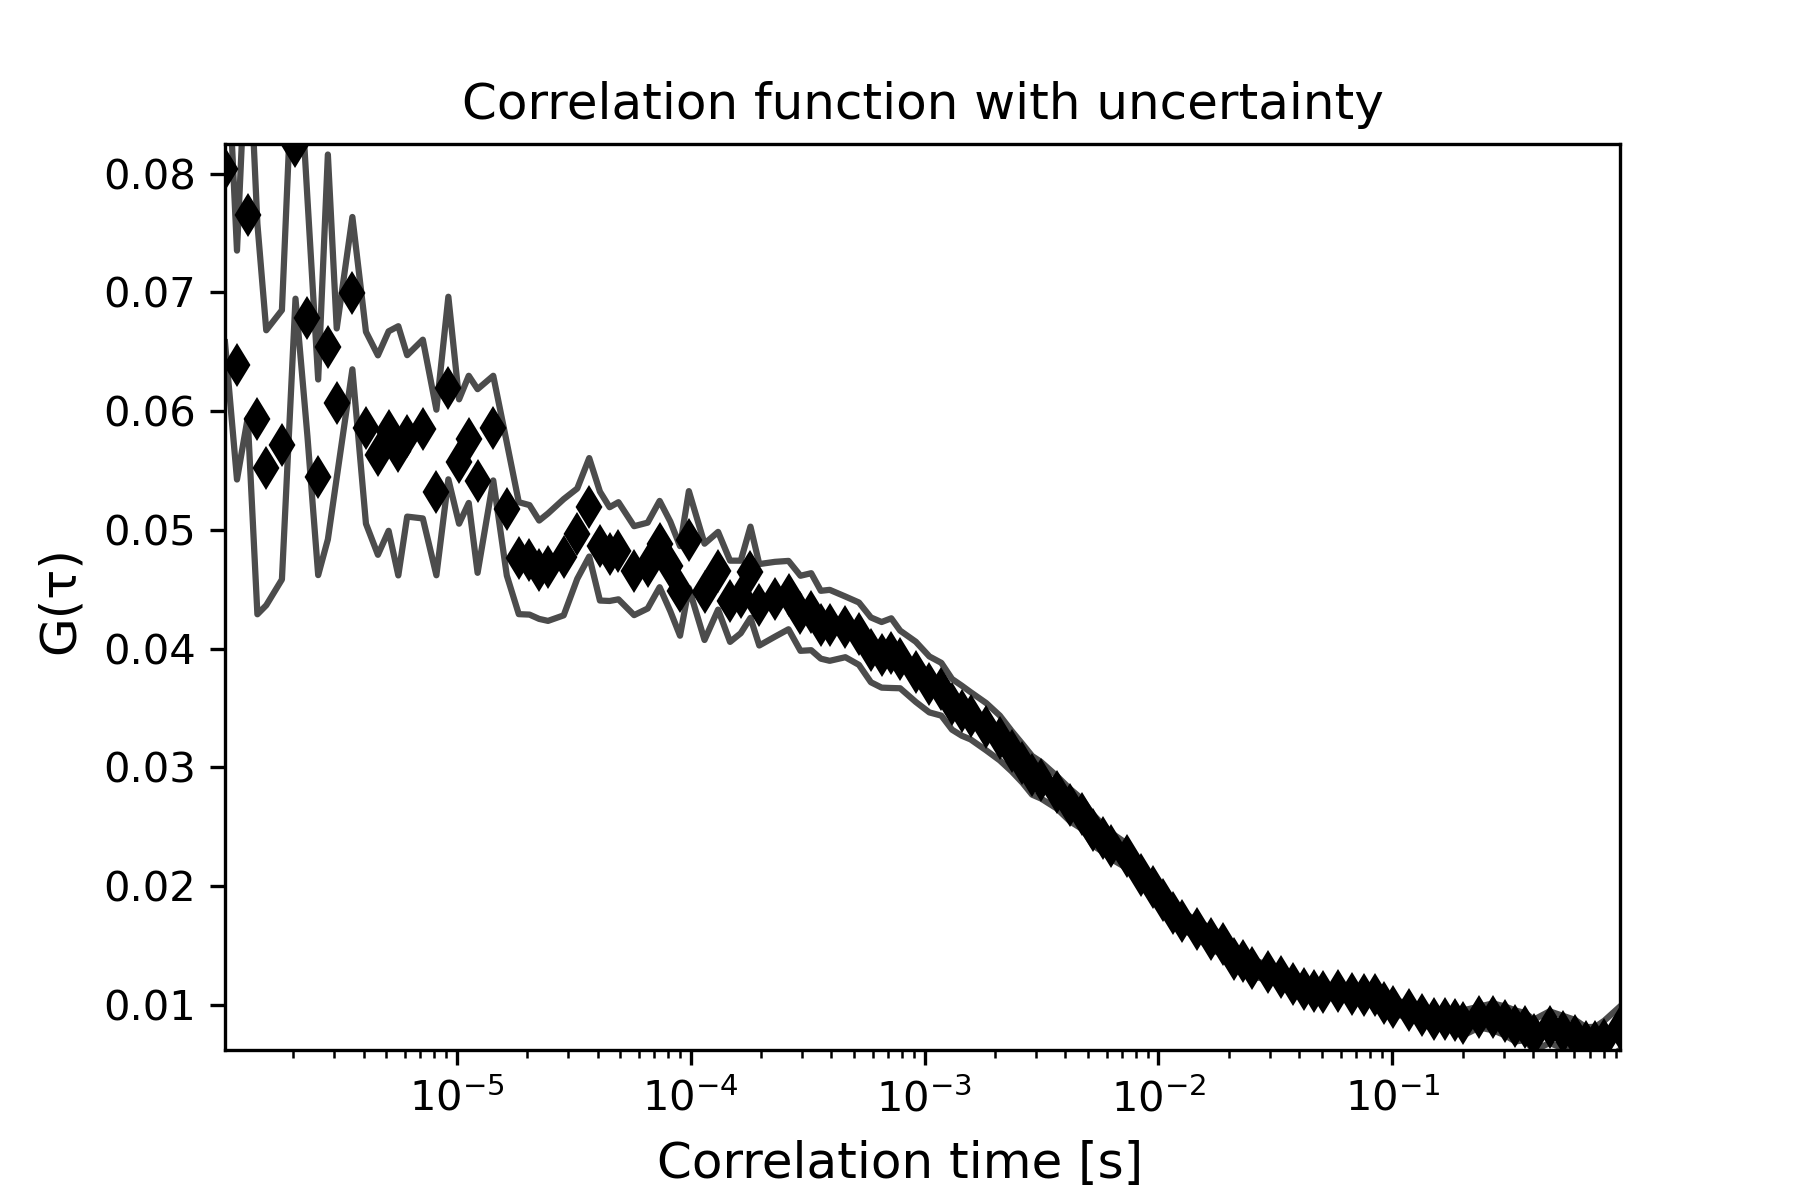 Correlation function with uncertainty
0.08
0.07
0.06
0.05
0.04
0.03
0.02
0.01
G(τ)
10⁻⁵ 10⁻⁴ 10⁻³ 10⁻² 10⁻¹
Correlation time [s]